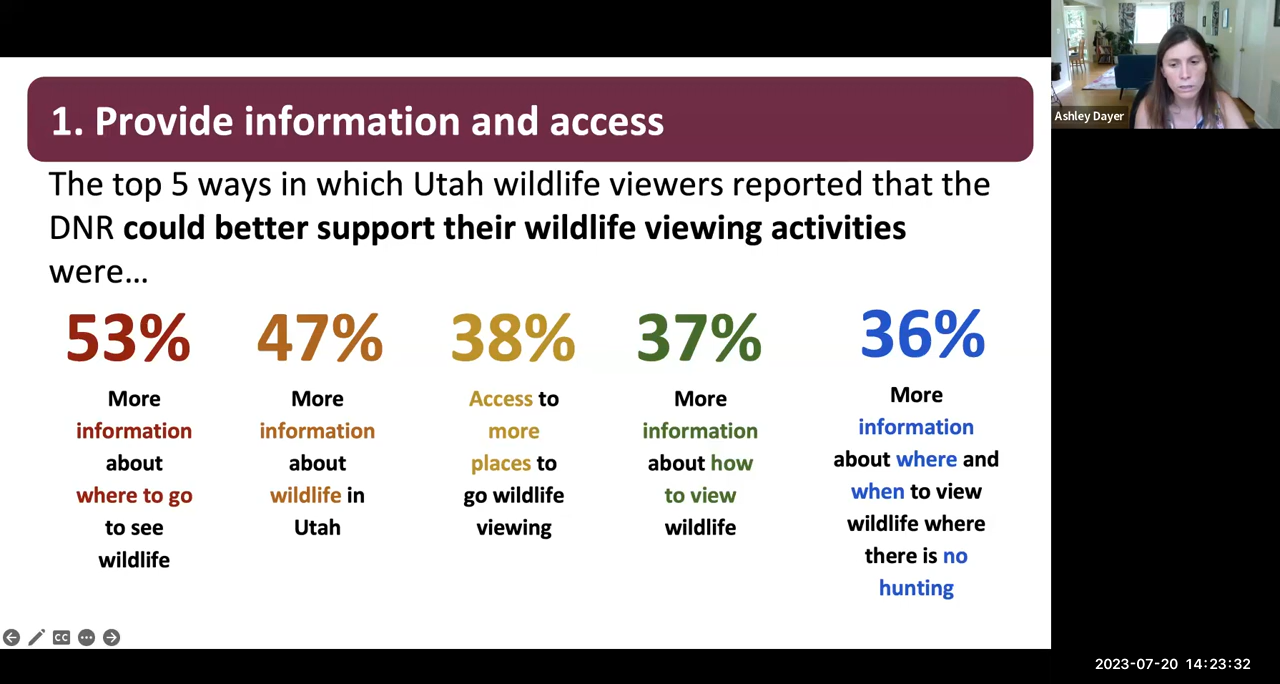 1. Provide information and access
The top 5 ways in which Utah wildlife viewers reported that the
DNR could better support their wildlife viewing activities
were…
53%
More
information
about
where to go
to see
wildlife
47%
More
information
about
wildlife in
Utah
38%
Access to
more
places to
go wildlife
viewing
37%
More
information
about how
to view
wildlife
36%
More
information
about where and
when to view
wildlife where
there is no
hunting
CC
Ashley Dayer
2023-07-20 14:23:32